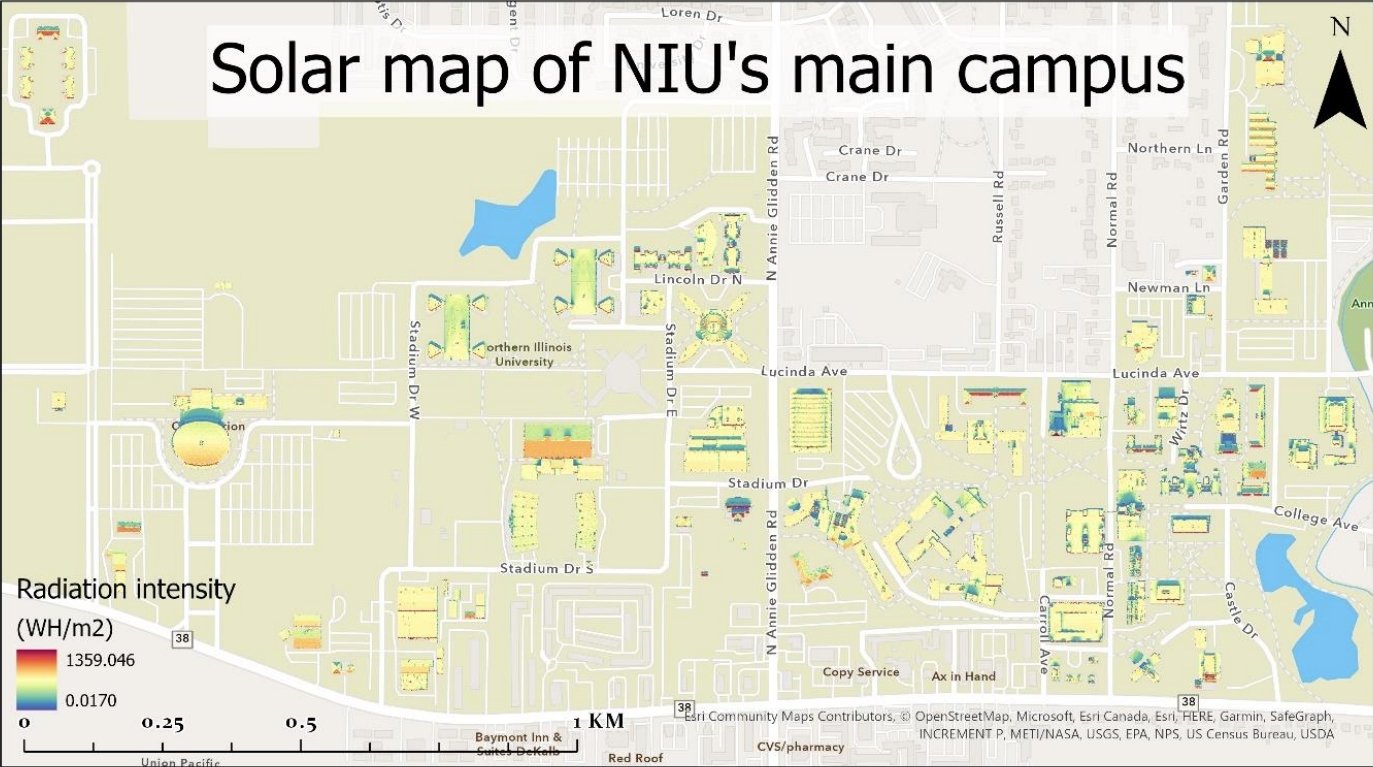 Loren Dr
Solar map of NIU's main campus
N
Crane Dr
Crane Dr
Northern Ln
Garden Rd
N Annie Glidden Rd
Russell Rd
Normal Rd
Lincoln Dr N
Newman Ln
Ann
Stadium Dr W
orthern Illinois
University
Stadium Dr E
Lucinda Ave
Lucinda Ave
Wirtz Dr
Stadium Dr
College Ave
N Annie Glidden Rd
Normal Rd
Stadium Dr S
Castle Dr
Carroll Ave
Radiation intensity
(WH/m2)
1359.046
0.0170
38
Copy Service
Ax in Hand
38
38
0
0.25
0.5
1 KM
Esri Community Maps Contributors, © OpenStreetMap, Microsoft, Esri Canada, Esri, HERE, Garmin, SafeGraph,
INCREMENT P, METI/NASA, USGS, EPA, NPS, US Census Bureau, USDA
Baymont Inn &
Suites DeKalb
Red Roof
CVS/pharmacy
Union Pacific